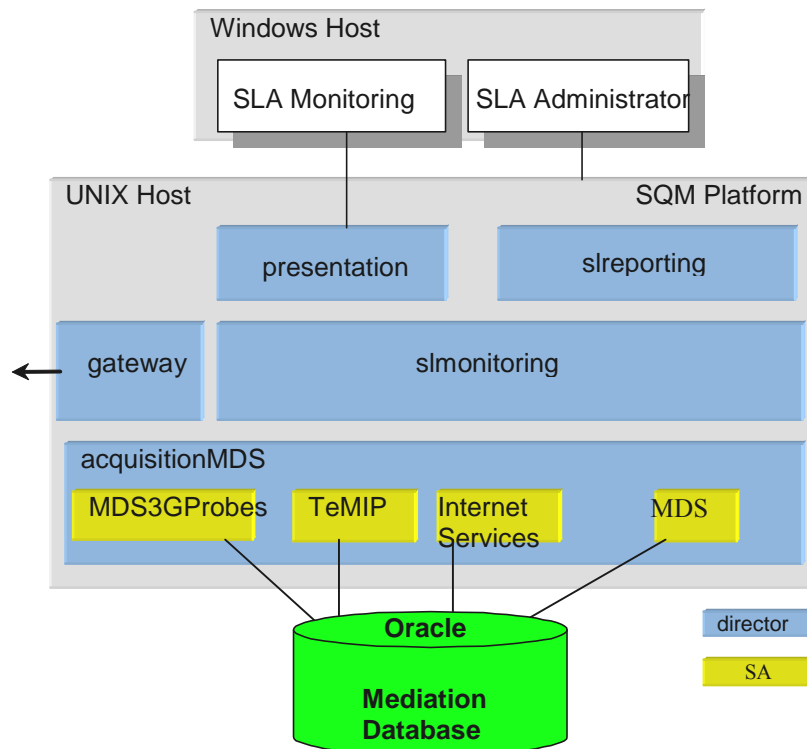 Windows Host
SLA Monitoring
SLA Administrator
UNIX Host
SQM Platform
presentation
slreporting
gateway
slmonitoring
acquisitionMDS
MDS3GProbes
TeMIP
Internet
Services
MDS
Oracle
Mediation
Database
director
SA